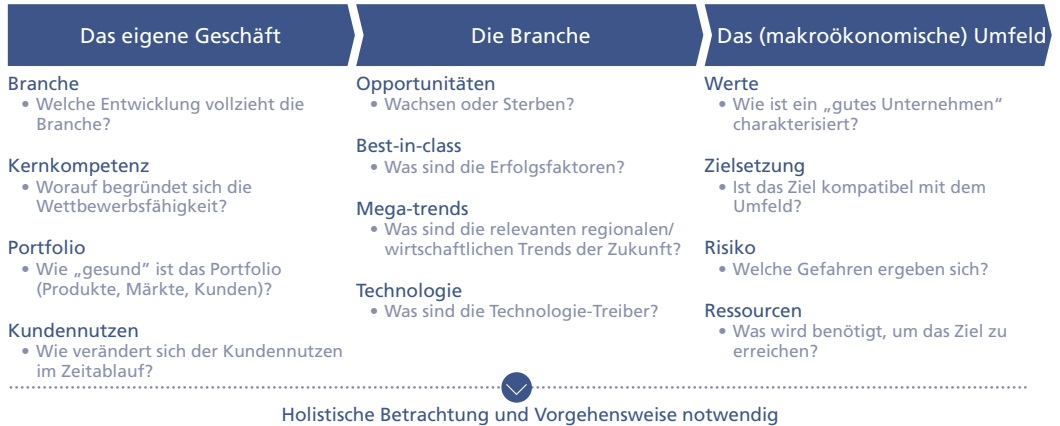 Das eigene Geschäft
Die Branche
Das (makroökonomische) Umfeld
Branche
• Welche Entwicklung vollzieht die
Branche?
Kernkompetenz
• Worauf begründet sich die
Wettbewerbsfähigkeit?
Portfolio
• Wie „gesund” ist das Portfolio
(Produkte, Märkte, Kunden)?
Kundennutzen
• Wie verändert sich der Kundennutzen
im Zeitablauf?
Opportunitäten
• Wachsen oder Sterben?
Best-in-class
• Was sind die Erfolgsfaktoren?
Mega-trends
• Was sind die relevanten regionalen/
wirtschaftlichen Trends der Zukunft?
Technologie
• Was sind die Technologie-Treiber?
Werte
• Wie ist ein „gutes Unternehmen“
charakterisiert?
Zielsetzung
• Ist das Ziel kompatibel mit dem
Umfeld?
Risiko
• Welche Gefahren ergeben sich?
Ressourcen
• Was wird benötigt, um das Ziel zu
erreichen?
Holistische Betrachtung und Vorgehensweise notwendig